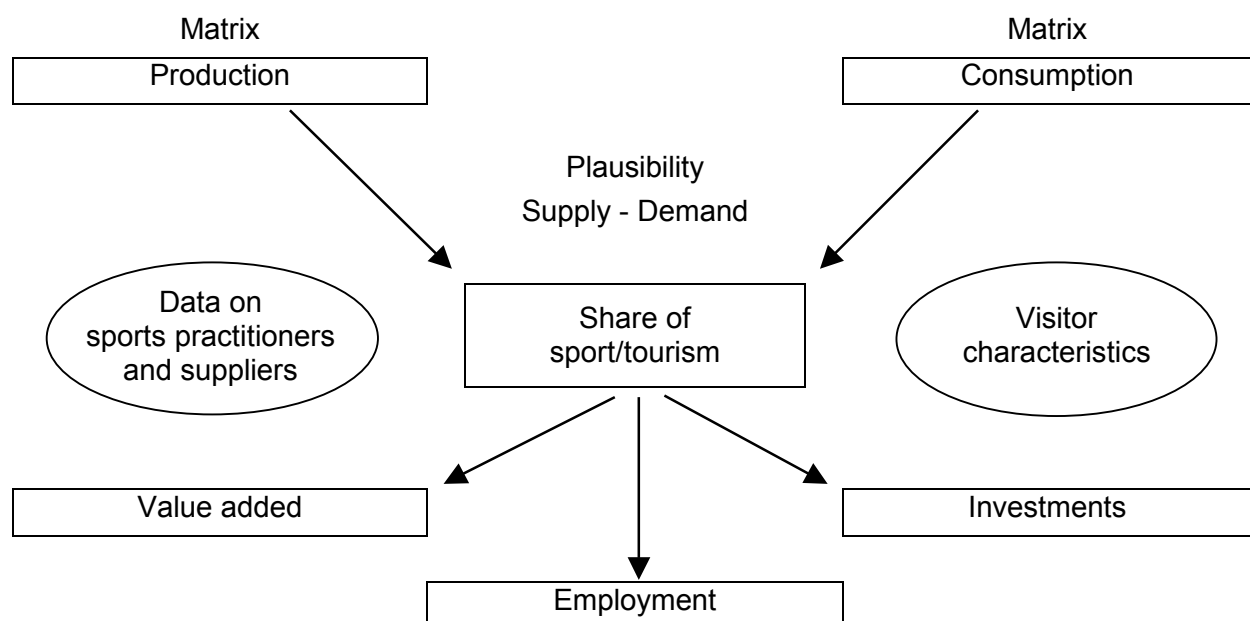 Matrix
Matrix
Production
Consumption
Plausibility
Supply - Demand
Data on
sports practitioners
and suppliers
Share of
sport/tourism
Visitor
characteristics
Value added
Investments
Employment